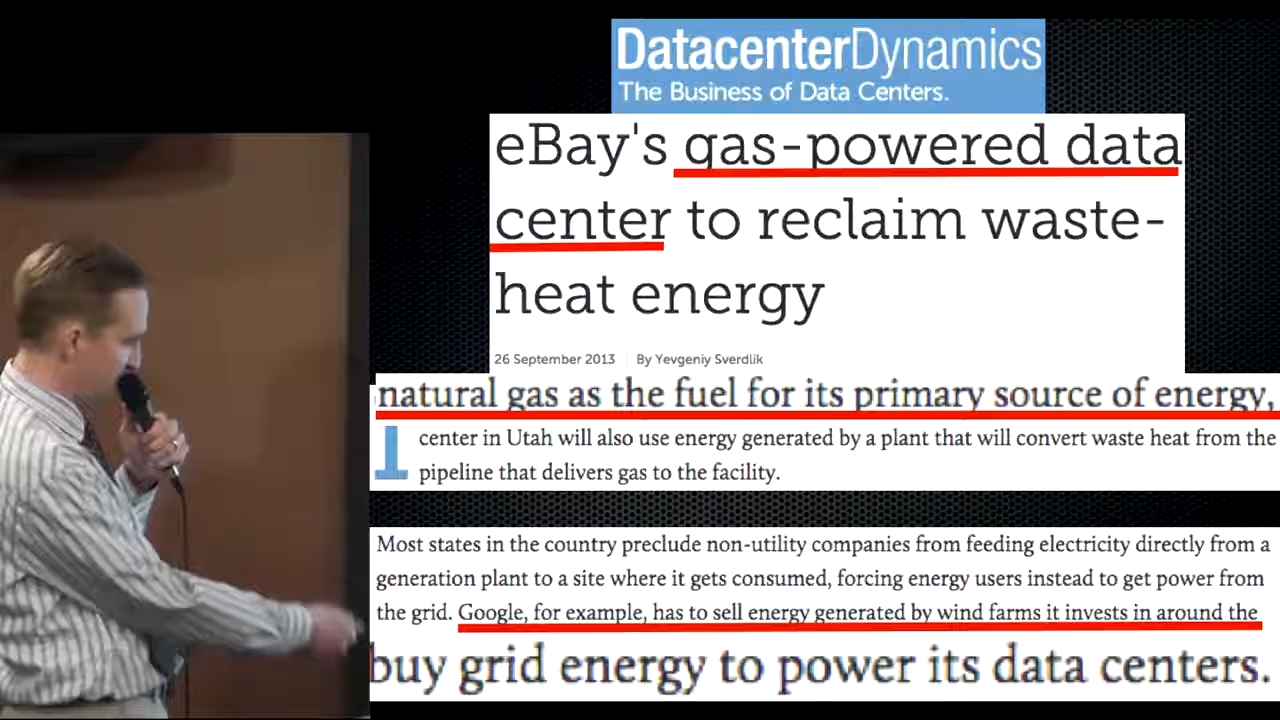 DatacenterDynamics
The Business of Data Centers.
eBay's gas-powered data
center to reclaim waste-
heat energy
26 September 2013 | By Yevgeniy Sverdlik
natural gas as the fuel for its primary source of energy,
center in Utah will also use energy generated by a plant that will convert waste heat from the
pipeline that delivers gas to the facility.
Most states in the country preclude non-utility companies from feeding electricity directly from a
generation plant to a site where it gets consumed, forcing energy users instead to get power from
the grid. Google, for example, has to sell energy generated by wind farms it invests in around the
buy grid energy to power its data centers.